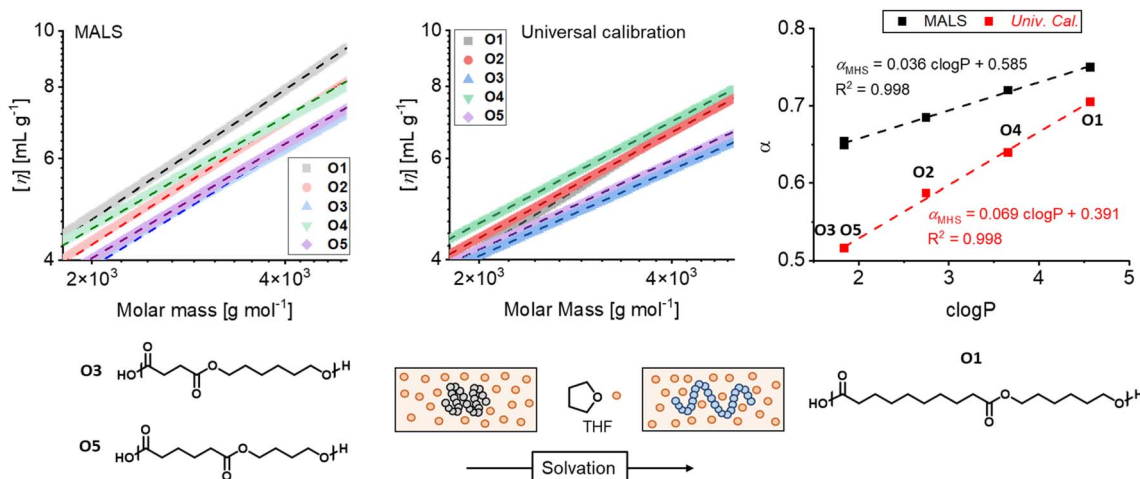 MALS
10
6
4
[η] [mL g⁻¹]
2×10³
4×10³
Molar mass [g mol⁻¹]
O1
O2
O3
O4
O5
Universal calibration
10
6
4
[η] [mL g⁻¹]
2×10³
4×10³
Molar Mass [g mol⁻¹]
O1
O2
O3
O4
O5
MALS Univ. Cal.
α_MHS = 0.036 clogP + 0.585
R² = 0.998
O1
O4
O2
O3 O5
α_MHS = 0.069 clogP + 0.391
R² = 0.998
0.8
0.7
0.6
0.5
α
2 3 4 5
clogP
O3
HO
O
O
O
O
H
O5
HO
O
O
O
O
H
O
THF
Solvation
O1
HO
O
O
O
O
H